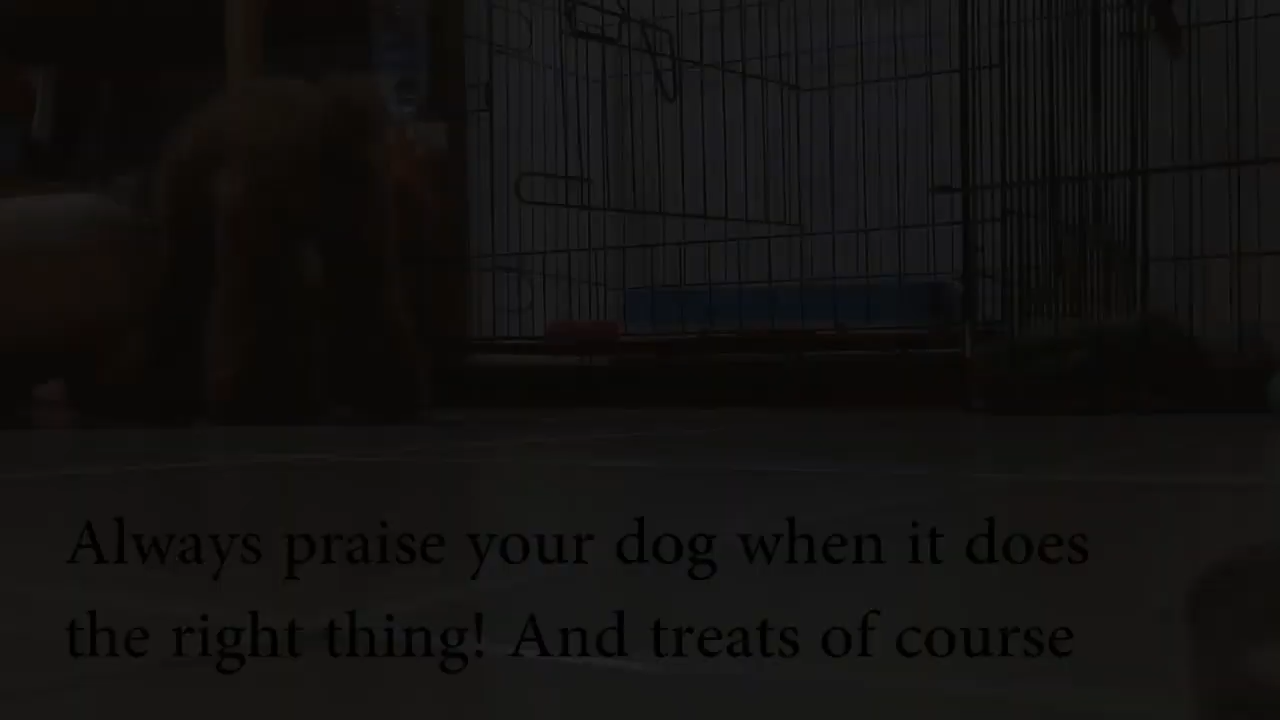 Always praise your dog when it does
the right thing! And treats of course